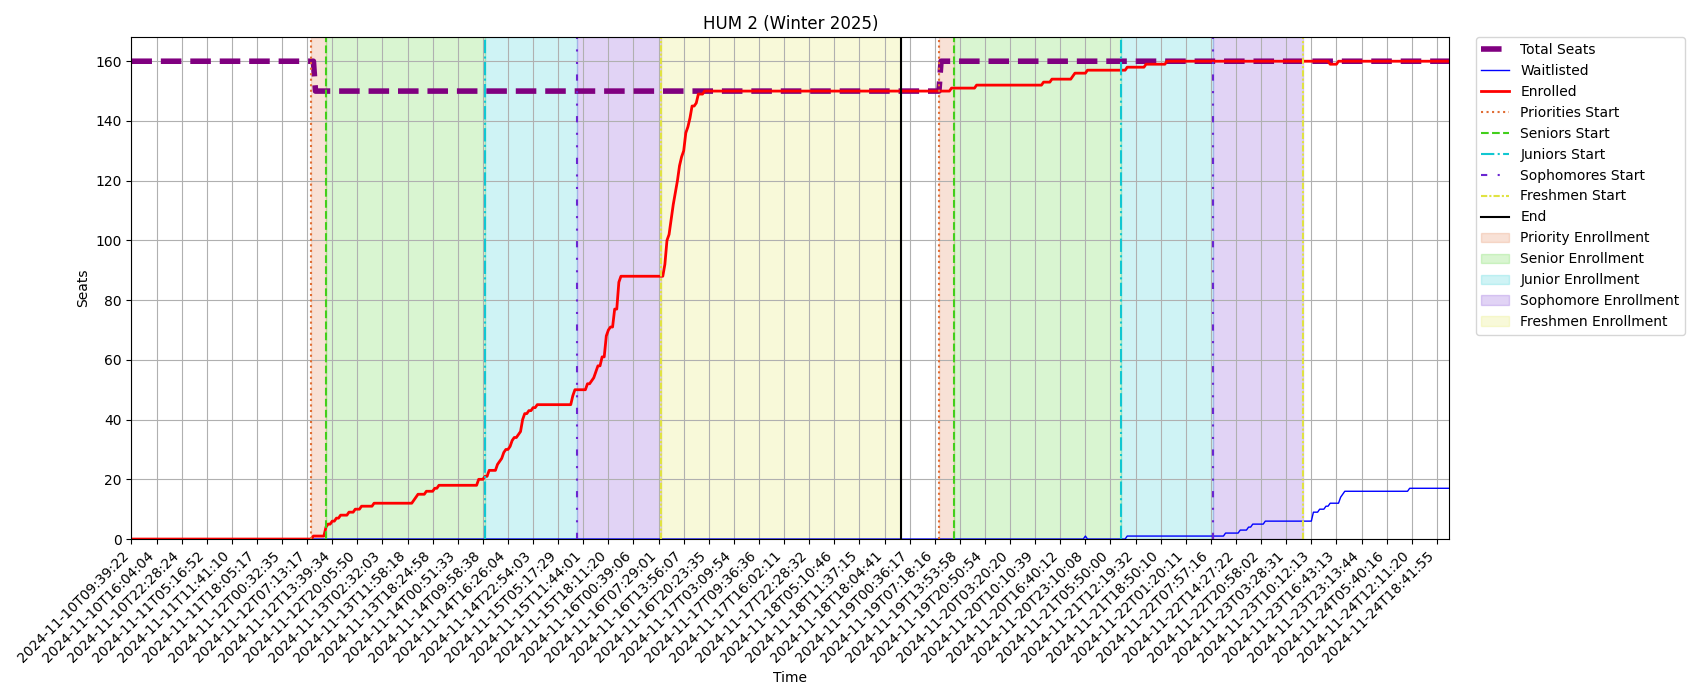 HUM 2 (Winter 2025)
Seats
160
140
120
100
80
60
40
20
0
2024-11-10T09:39:22
2024-11-10T16:04:04
2024-11-10T22:28:24
2024-11-11T05:16:52
2024-11-11T11:41:10
2024-11-11T18:05:17
2024-11-12T00:32:35
2024-11-12T07:13:17
2024-11-12T13:39:34
2024-11-12T20:05:50
2024-11-13T02:32:03
2024-11-13T11:58:18
2024-11-13T18:24:58
2024-11-14T00:51:33
2024-11-14T09:58:38
2024-11-14T16:26:04
2024-11-14T22:54:03
2024-11-15T05:17:29
2024-11-15T11:44:01
2024-11-15T18:11:20
2024-11-16T00:39:06
2024-11-16T07:29:01
2024-11-16T13:56:07
2024-11-16T20:23:35
2024-11-17T03:09:54
2024-11-17T09:36:36
2024-11-17T16:02:11
2024-11-17T22:28:32
2024-11-18T05:10:46
2024-11-18T11:37:15
2024-11-18T18:04:41
2024-11-19T00:36:17
2024-11-19T07:18:16
2024-11-19T13:53:58
2024-11-19T20:50:54
2024-11-20T03:20:20
2024-11-20T10:10:39
2024-11-20T16:40:12
2024-11-20T23:10:08
2024-11-21T05:50:00
2024-11-21T12:19:32
2024-11-21T18:50:10
2024-11-22T01:20:11
2024-11-22T07:57:16
2024-11-22T14:27:22
2024-11-22T20:58:02
2024-11-23T03:28:31
2024-11-23T10:12:13
2024-11-23T16:43:13
2024-11-23T23:13:44
2024-11-24T05:40:16
2024-11-24T12:11:20
2024-11-24T18:41:55
Time
Total Seats
Waitlisted
Enrolled
Priorities Start
Seniors Start
Juniors Start
Sophomores Start
Freshmen Start
End
Priority Enrollment
Senior Enrollment
Junior Enrollment
Sophomore Enrollment
Freshmen Enrollment